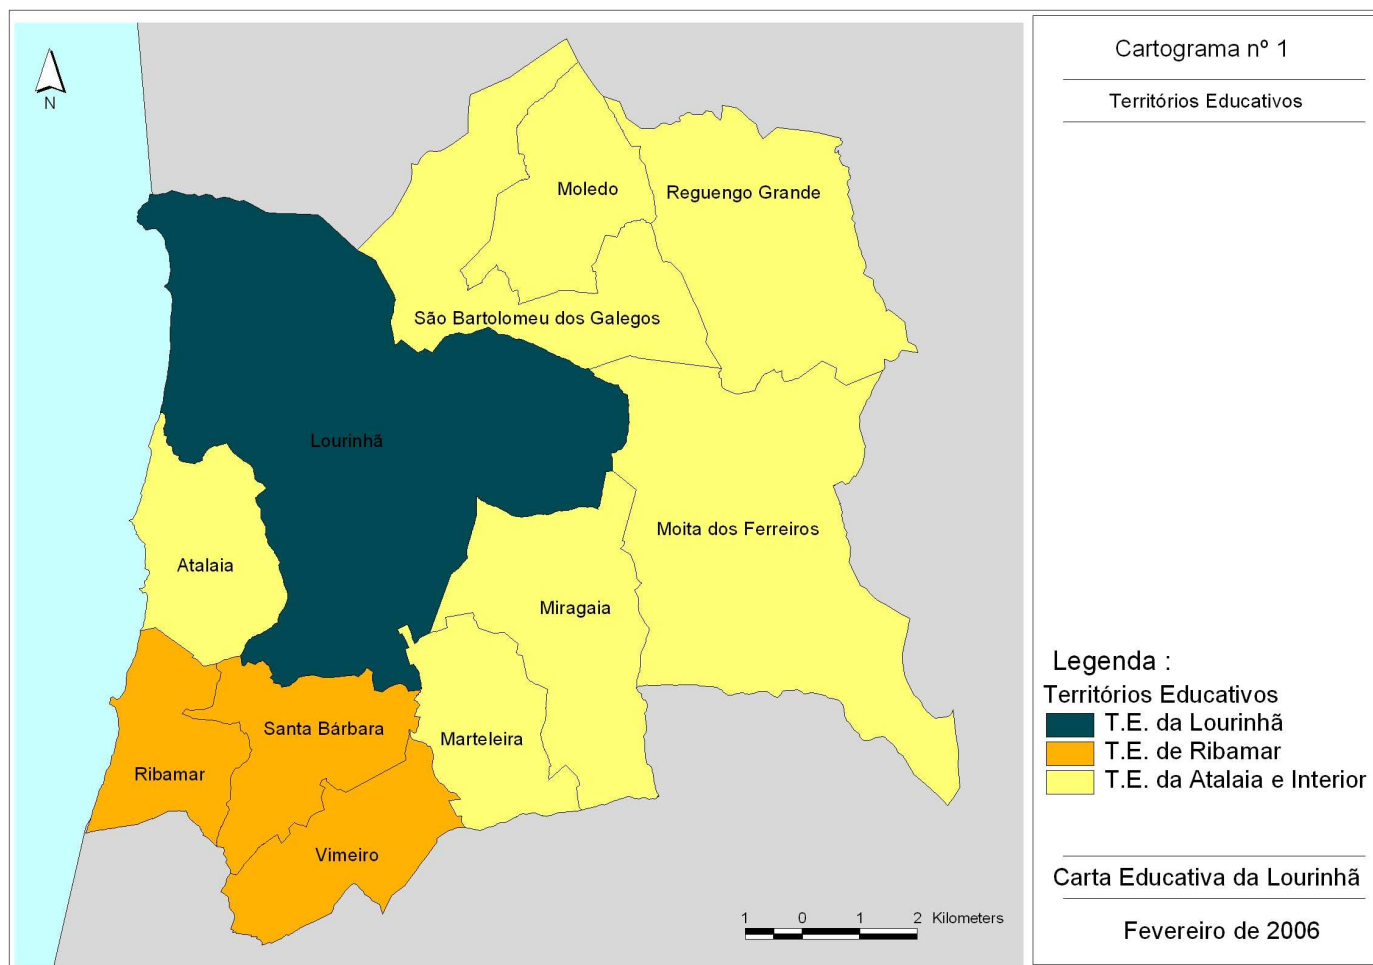 Cartograma nº 1
Territórios Educativos
N
Moledo
Reguengo Grande
São Bartolomeu dos Galegos
Lourinhã
Moita dos Ferreiros
Atalaia
Miragaia
Santa Bárbara
Marteleira
Ribamar
Vimeiro
Legenda :
Territórios Educativos
T.E. da Lourinhã
T.E. de Ribamar
T.E. da Atalaia e Interior
1 0 1 2 Kilometers
Carta Educativa da Lourinhã
Fevereiro de 2006